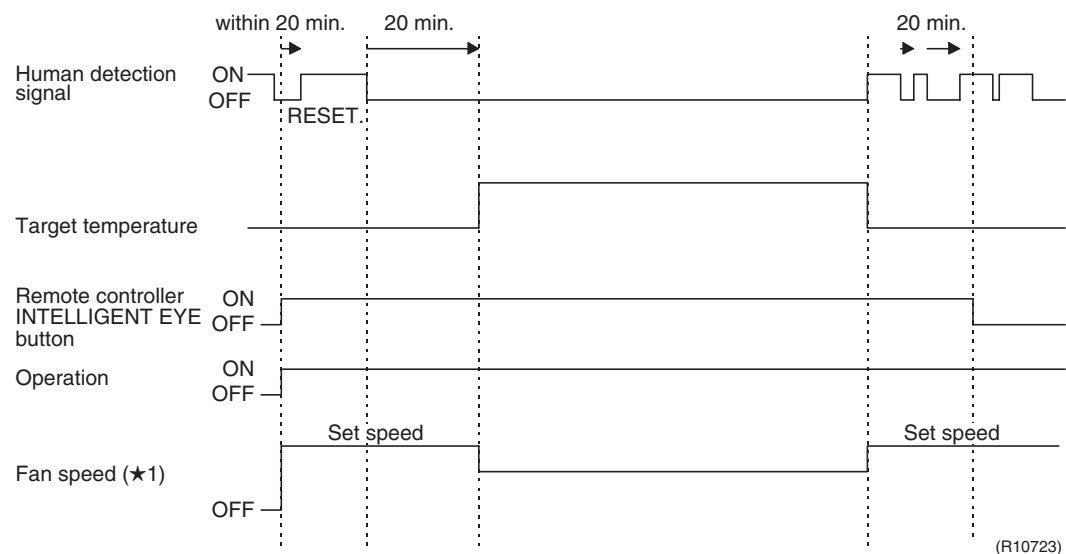 within 20 min.
20 min.
20 min.
Human detection
signal
ON
OFF
RESET.
Target temperature
Remote controller
INTELLIGENT EYE
button
ON
OFF
Operation
ON
OFF
Set speed
Set speed
Fan speed (★1)
OFF
(R10723)